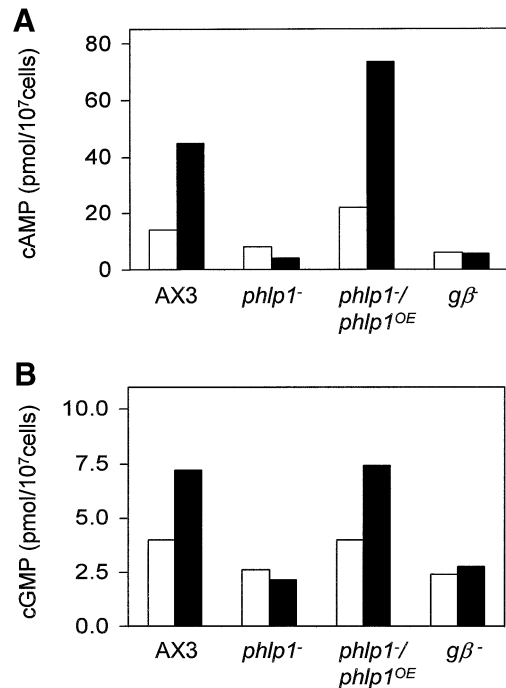 A
cAMP (pmol/10⁷cells)
80
60
40
20
0
AX3 phlp1⁻ phlp1⁻/ gβ⁻
phlp1ᴼᴱ
B
cGMP (pmol/10⁷cells)
10.0
7.5
5.0
2.5
0.0
AX3 phlp1⁻ phlp1⁻/ gβ⁻
phlp1ᴼᴱ